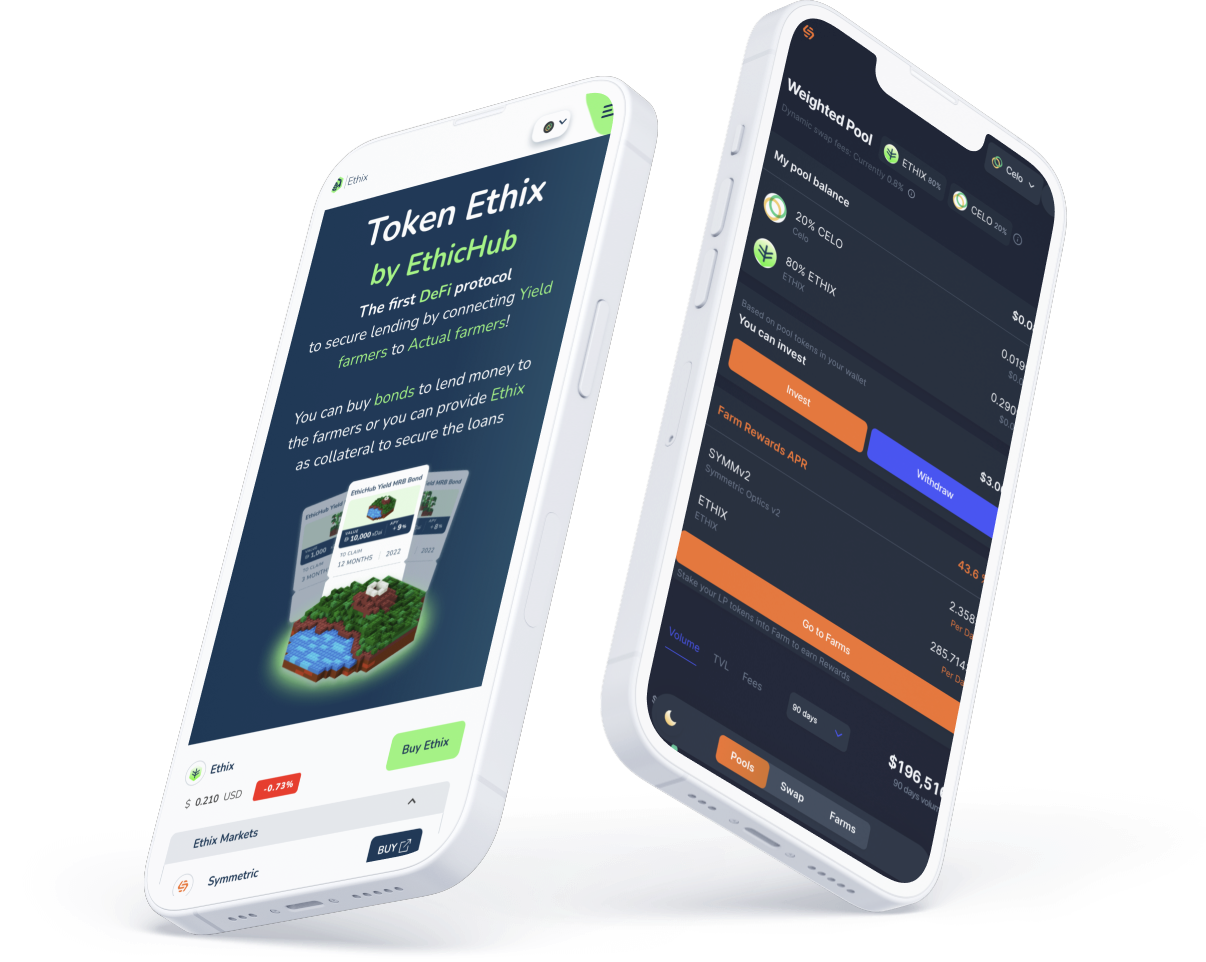 Ethix
Token Ethix
by EthicHub
The first DeFi protocol
to secure lending by connecting Yield
farmers to Actual farmers!
You can buy bonds to lend money to
the farmers or you can provide Ethix
as collateral to secure the loans
EthicHub Yield
EthicHub Yield MRB Bond
Yield MRB Bond
VALUE
1,000
VALUE
10,000 xDai
APY
+ 9%
APY
TO CLAIM
12 MONTHS
2022
2022
Ethix
$ 0.210 USD
-0.73%
Buy Ethix
Ethix Markets
Symmetric
BUY
Weighted Pool
ETHIX 80%
CELO 20%
Celo
Dynamic swap fees: Currently 0.8%
My pool balance
20% CELO
Celo
80% ETHIX
ETHIX
$0.0
0.019
$0.0
0.290
$0.0
Based on pool tokens in your wallet
You can invest
$3.0
Invest
Withdraw
Farm Rewards APR
43.6
SYMMv2
Symmetric Optics v2
2.358
Per Da
ETHIX
ETHIX
285.714
Per Da
Go to Farms
Stake your LP tokens into Farm to earn Rewards
Volume
TVL
Fees
90 days
$196,510
90 days volum
Pools
Swap
Farms